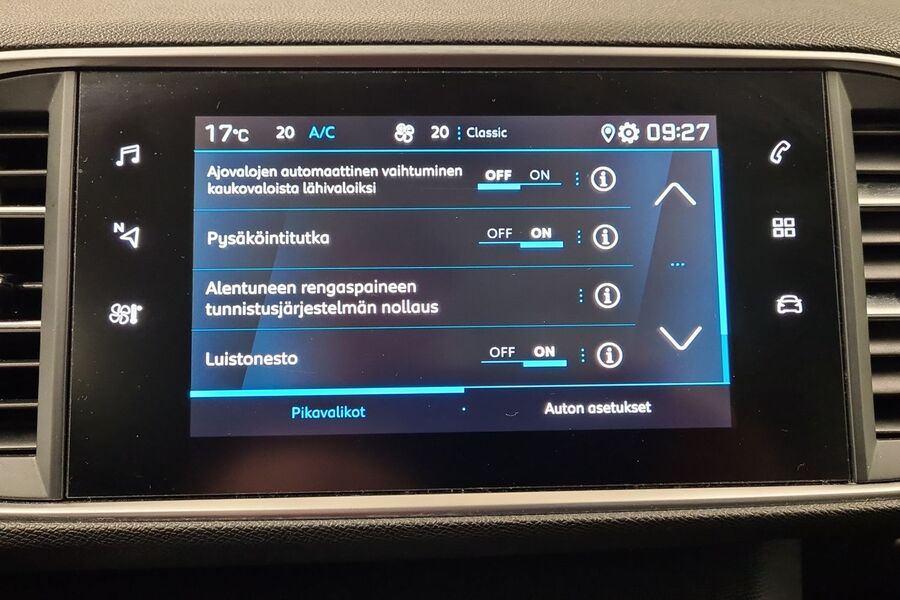 17°C 20 A/C 20 Classic 09:27
Ajovalojen automaattinen vaihtuminen
kaukovaloista lähivaloiksi
OFF ON
Pysäköintitutka
OFF ON
Alentuneen rengaspaineen
tunnistusjärjestelmän nollaus
Luistonesto
OFF ON
Pikavalikot
Auton asetukset
N